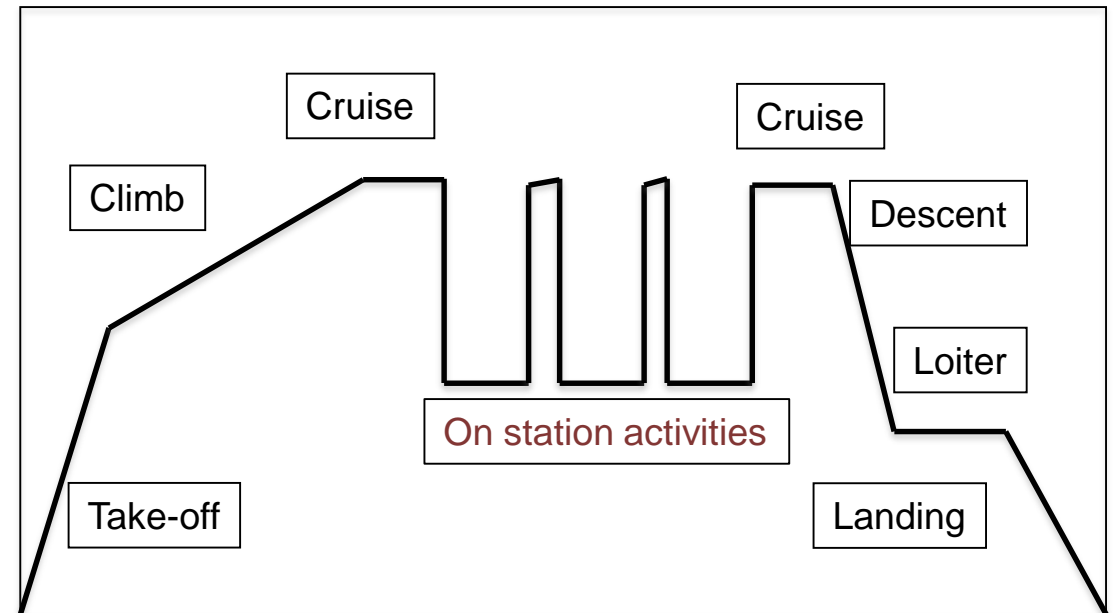 Cruise
Cruise
Climb
Descent
Loiter
On station activities
Take-off
Landing